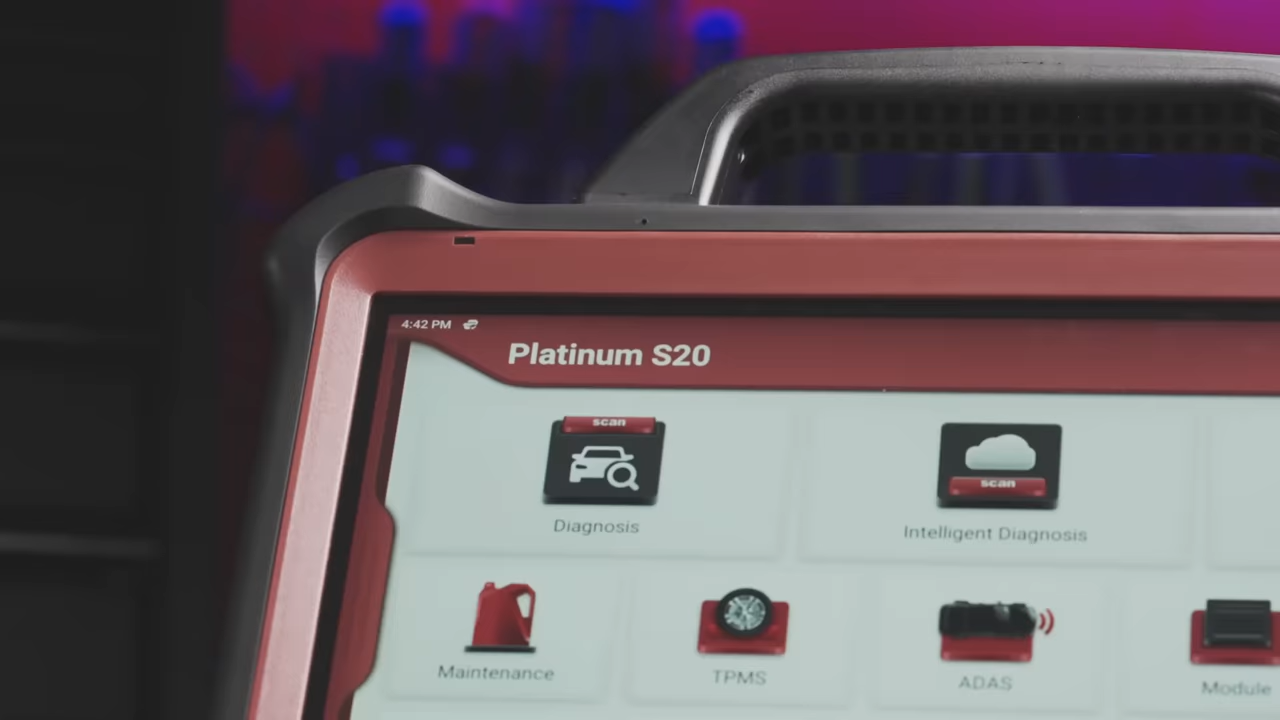 4:42 PM
Platinum S20
scan
Diagnosis
scan
Intelligent Diagnosis
Maintenance
TPMS
ADAS
Module